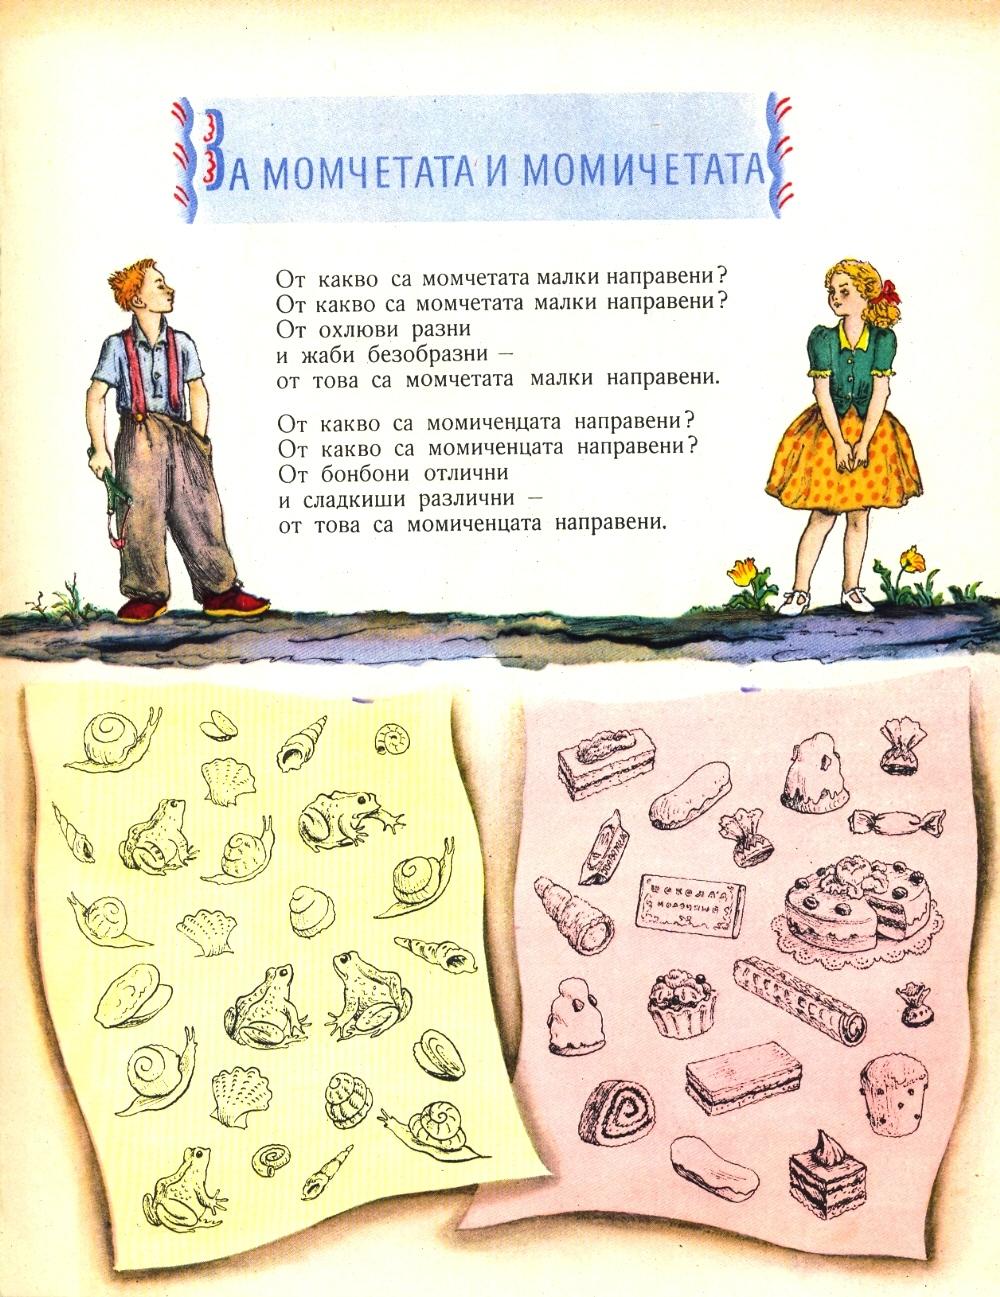 За момчетата и момичетата
От какво са момчетата малки направени?
От какво са момчетата малки направени?
От охлюви разни
и жаби безобразни —
от това са момчетата малки направени.
От какво са момиченцата направени?
От какво са момиченцата направени?
От бонбони отлични
и сладкиши различни —
от това са момиченцата направени.
ШОКОЛАД